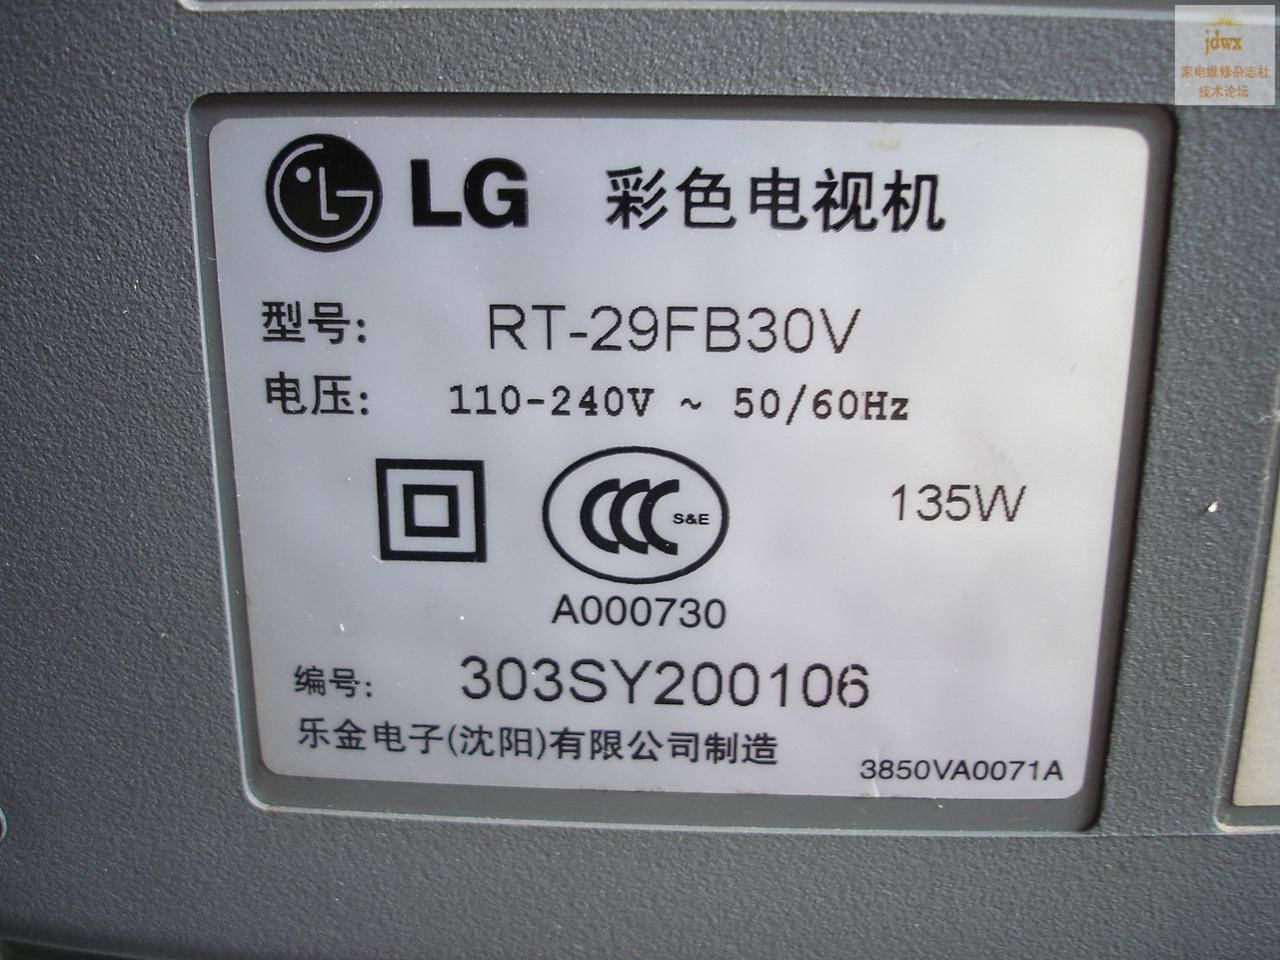 jdwx
家电维修杂志社
技术论坛
LG 彩色电视机
型号: RT-29FB30V
电压: 110-240V ~ 50/60Hz
CCC S&E 135W
A000730
编号: 303SY200106
乐金电子(沈阳)有限公司制造
3850VA0071A